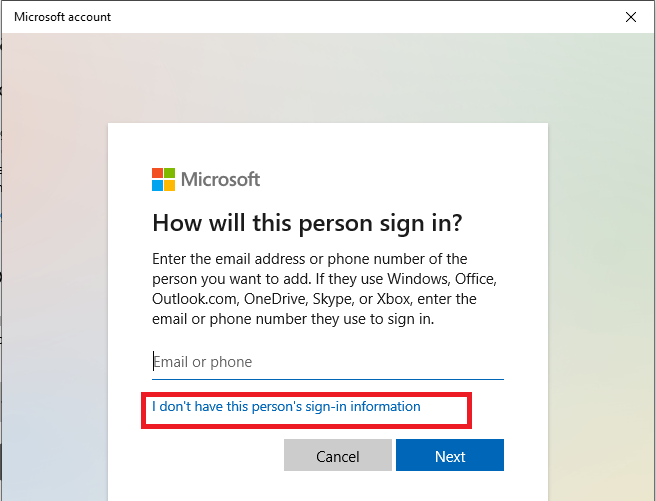 Microsoft account
Microsoft
How will this person sign in?
Enter the email address or phone number of the
person you want to add. If they use Windows, Office,
Outlook.com, OneDrive, Skype, or Xbox, enter the
email or phone number they use to sign in.
Email or phone
I don't have this person's sign-in information
Cancel
Next